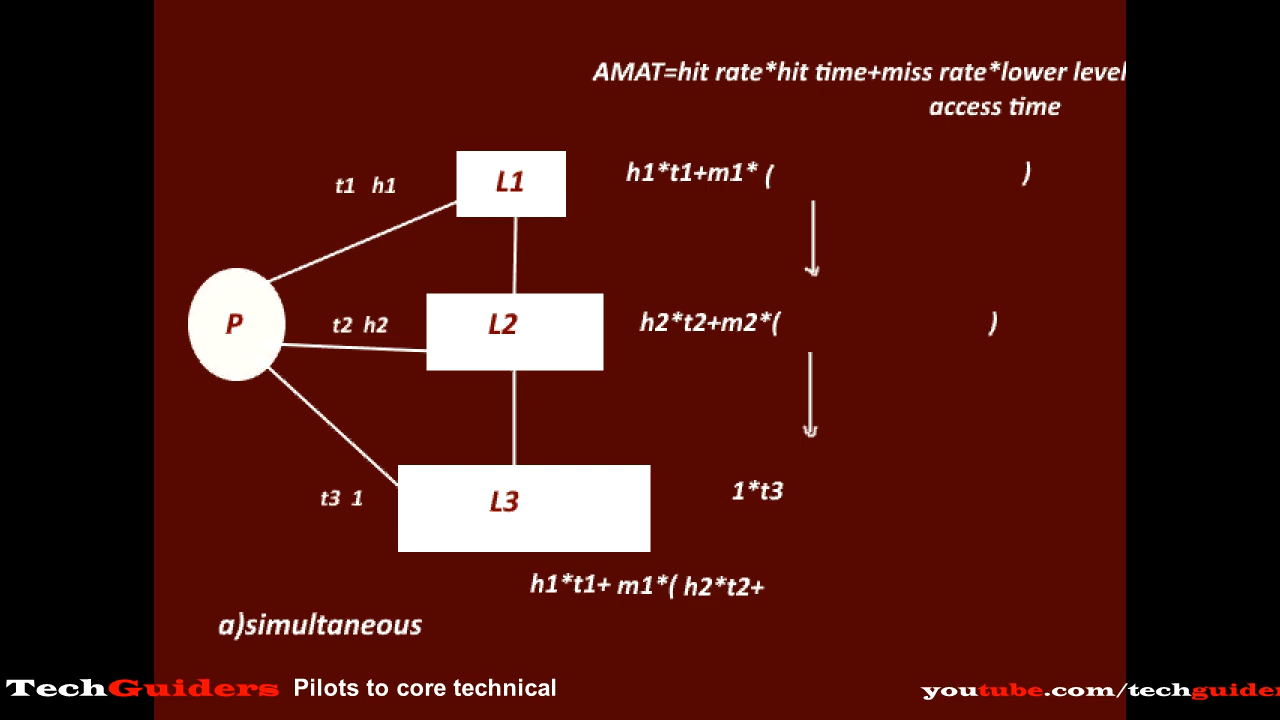 AMAT=hit rate*hit time+miss rate*lower level
access time
t1 h1
L1
h1*t1+m1* ( )
P
t2 h2
L2
h2*t2+m2*( )
t3 1
L3
1*t3
h1*t1+ m1*( h2*t2+
a)simultaneous
TechGuiders Pilots to core technical
youtube.com/techguider